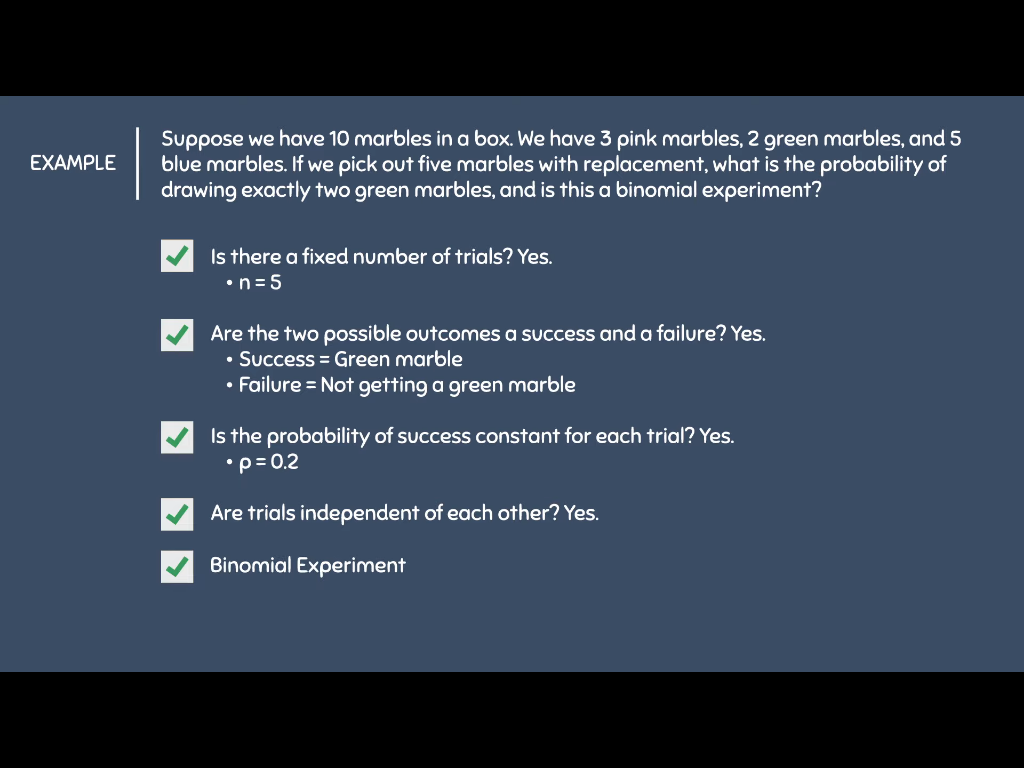 EXAMPLE
Suppose we have 10 marbles in a box. We have 3 pink marbles, 2 green marbles, and 5
blue marbles. If we pick out five marbles with replacement, what is the probability of
drawing exactly two green marbles, and is this a binomial experiment?
Is there a fixed number of trials? Yes.
• n = 5
Are the two possible outcomes a success and a failure? Yes.
• Success = Green marble
• Failure = Not getting a green marble
Is the probability of success constant for each trial? Yes.
• p = 0.2
Are trials independent of each other? Yes.
Binomial Experiment